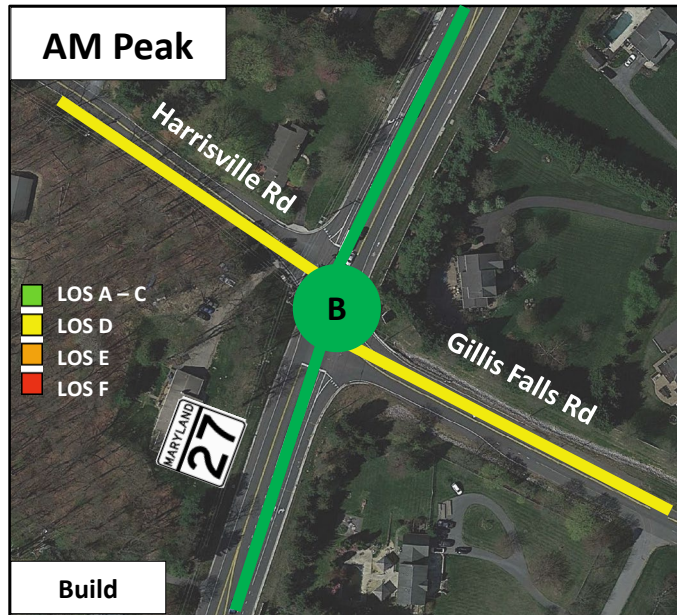 AM Peak
Harrisville Rd
LOS A – C
LOS D
LOS E
LOS F
B
Gillis Falls Rd
MARYLAND
27
Build